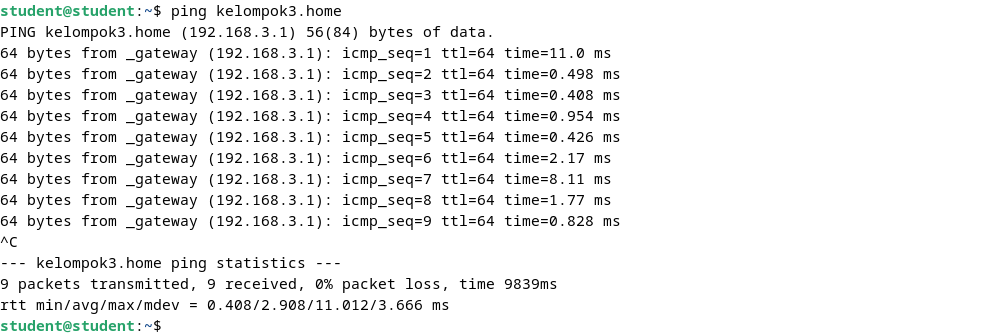 student@student:~$ ping kelompok3.home
PING kelompok3.home (192.168.3.1) 56(84) bytes of data.
64 bytes from _gateway (192.168.3.1): icmp_seq=1 ttl=64 time=11.0 ms
64 bytes from _gateway (192.168.3.1): icmp_seq=2 ttl=64 time=0.498 ms
64 bytes from _gateway (192.168.3.1): icmp_seq=3 ttl=64 time=0.408 ms
64 bytes from _gateway (192.168.3.1): icmp_seq=4 ttl=64 time=0.954 ms
64 bytes from _gateway (192.168.3.1): icmp_seq=5 ttl=64 time=0.426 ms
64 bytes from _gateway (192.168.3.1): icmp_seq=6 ttl=64 time=2.17 ms
64 bytes from _gateway (192.168.3.1): icmp_seq=7 ttl=64 time=8.11 ms
64 bytes from _gateway (192.168.3.1): icmp_seq=8 ttl=64 time=1.77 ms
64 bytes from _gateway (192.168.3.1): icmp_seq=9 ttl=64 time=0.828 ms
^C
--- kelompok3.home ping statistics ---
9 packets transmitted, 9 received, 0% packet loss, time 9839ms
rtt min/avg/max/mdev = 0.408/2.908/11.012/3.666 ms
student@student:~$